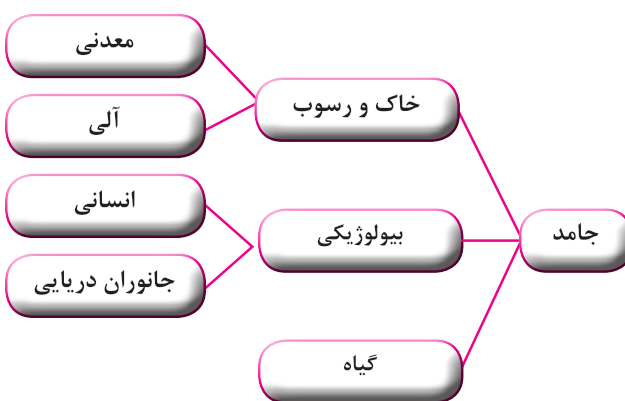 جامد
خاک و رسوب
معدنی
آلی
بیولوژیکی
انسانی
جانوران دریایی
گیاه